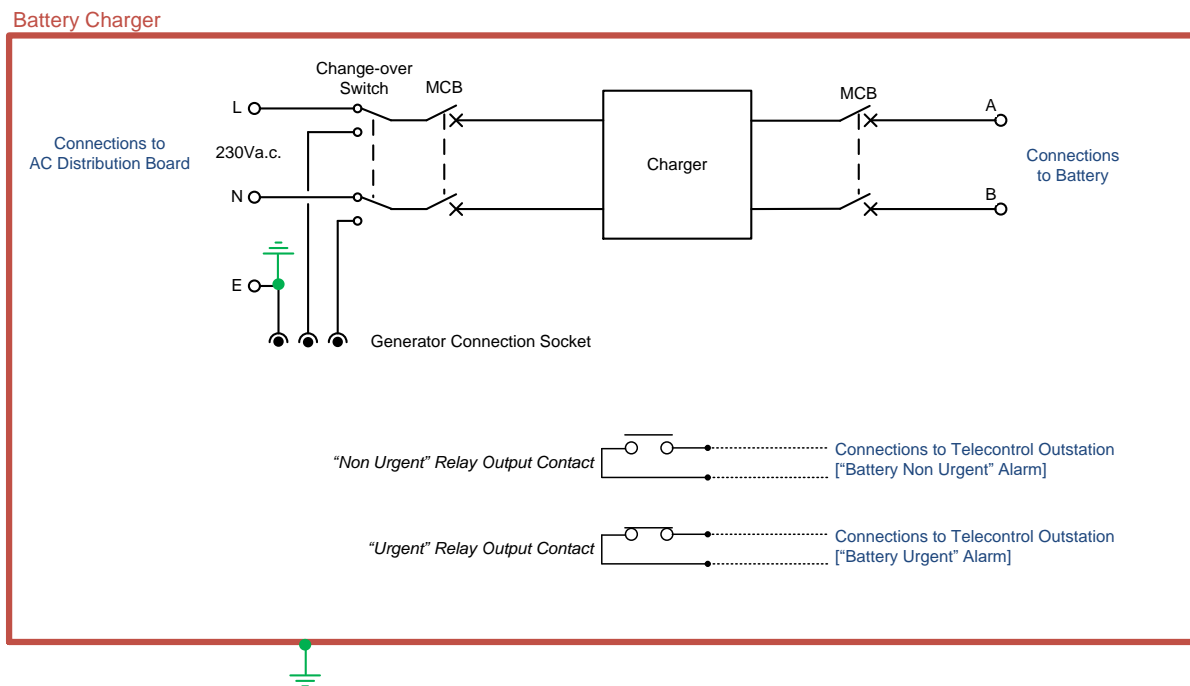 Battery Charger
Change-over
Switch
MCB
MCB
L
A
Connections to
AC Distribution Board
230Va.c.
Charger
Connections
to Battery
N
B
E
Generator Connection Socket
“Non Urgent” Relay Output Contact
Connections to Telecontrol Outstation
[“Battery Non Urgent” Alarm]
“Urgent” Relay Output Contact
Connections to Telecontrol Outstation
[“Battery Urgent” Alarm]